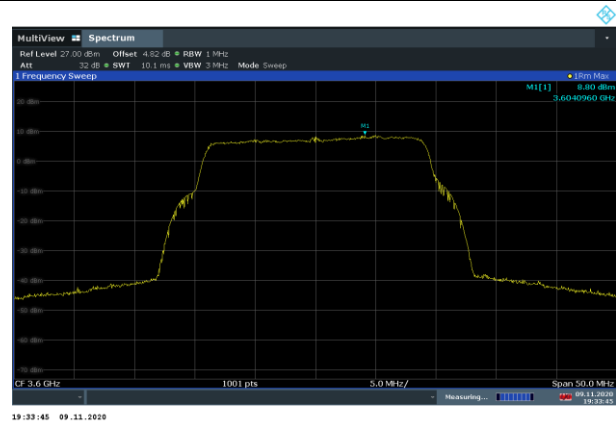 MultiView Spectrum
Ref Level 27.00 dBm Offset 4.82 dB RBW 1 MHz
Att 32 dB SWT 10.1 ms VBW 3 MHz Mode Sweep
1 Frequency Sweep 1Rm Max
M1[1] 8.80 dBm
3.6040960 GHz
20 dBm
M1
10 dBm
0 dBm
-10 dBm
-20 dBm
-30 dBm
-40 dBm
-50 dBm
-60 dBm
-70 dBm
CF 3.6 GHz 1001 pts 5.0 MHz/ Span 50.0 MHz
Measuring... 09.11.2020
19:33:45
19:33:45 09.11.2020